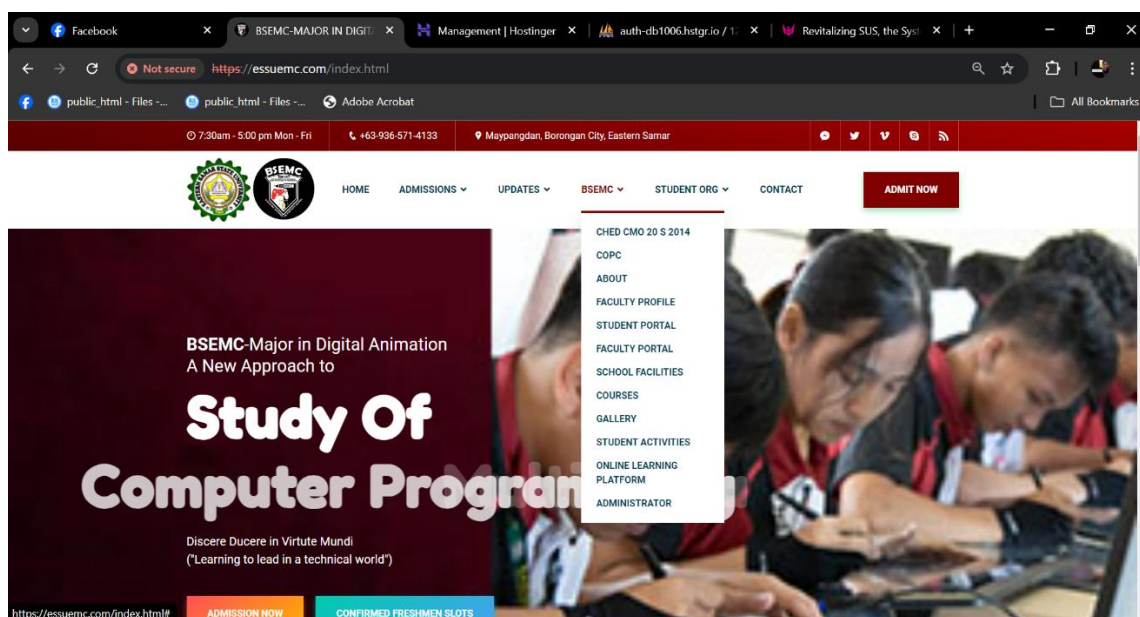 Facebook
BSEMC-MAJOR IN DIGIT
Management | Hostinger
auth-db1006.hstgr.io / 1
Revitalizing SUS, the Syst
Not secure https://essuemc.com/index.html
public_html - Files -...
public_html - Files -...
Adobe Acrobat
All Bookmarks
7:30am - 5:00 pm Mon - Fri
+63-936-571-4133
Maypangdan, Borongan City, Eastern Samar
BSEMC
HOME
ADMISSIONS
UPDATES
BSEMC
STUDENT ORG
CONTACT
ADMIT NOW
CHED CMO 20 S 2014
COPC
ABOUT
FACULTY PROFILE
STUDENT PORTAL
FACULTY PORTAL
SCHOOL FACILITIES
COURSES
GALLERY
STUDENT ACTIVITIES
ONLINE LEARNING
PLATFORM
ADMINISTRATOR
BSEMC-Major in Digital Animation
A New Approach to
Study Of
Computer
Discere Ducere in Virtute
Mundi
("Learning to lead in a technical world")
ADMISSION NOW
CONFIRMED FRESHMEN SLOTS
https://essuemc.com/index.html#